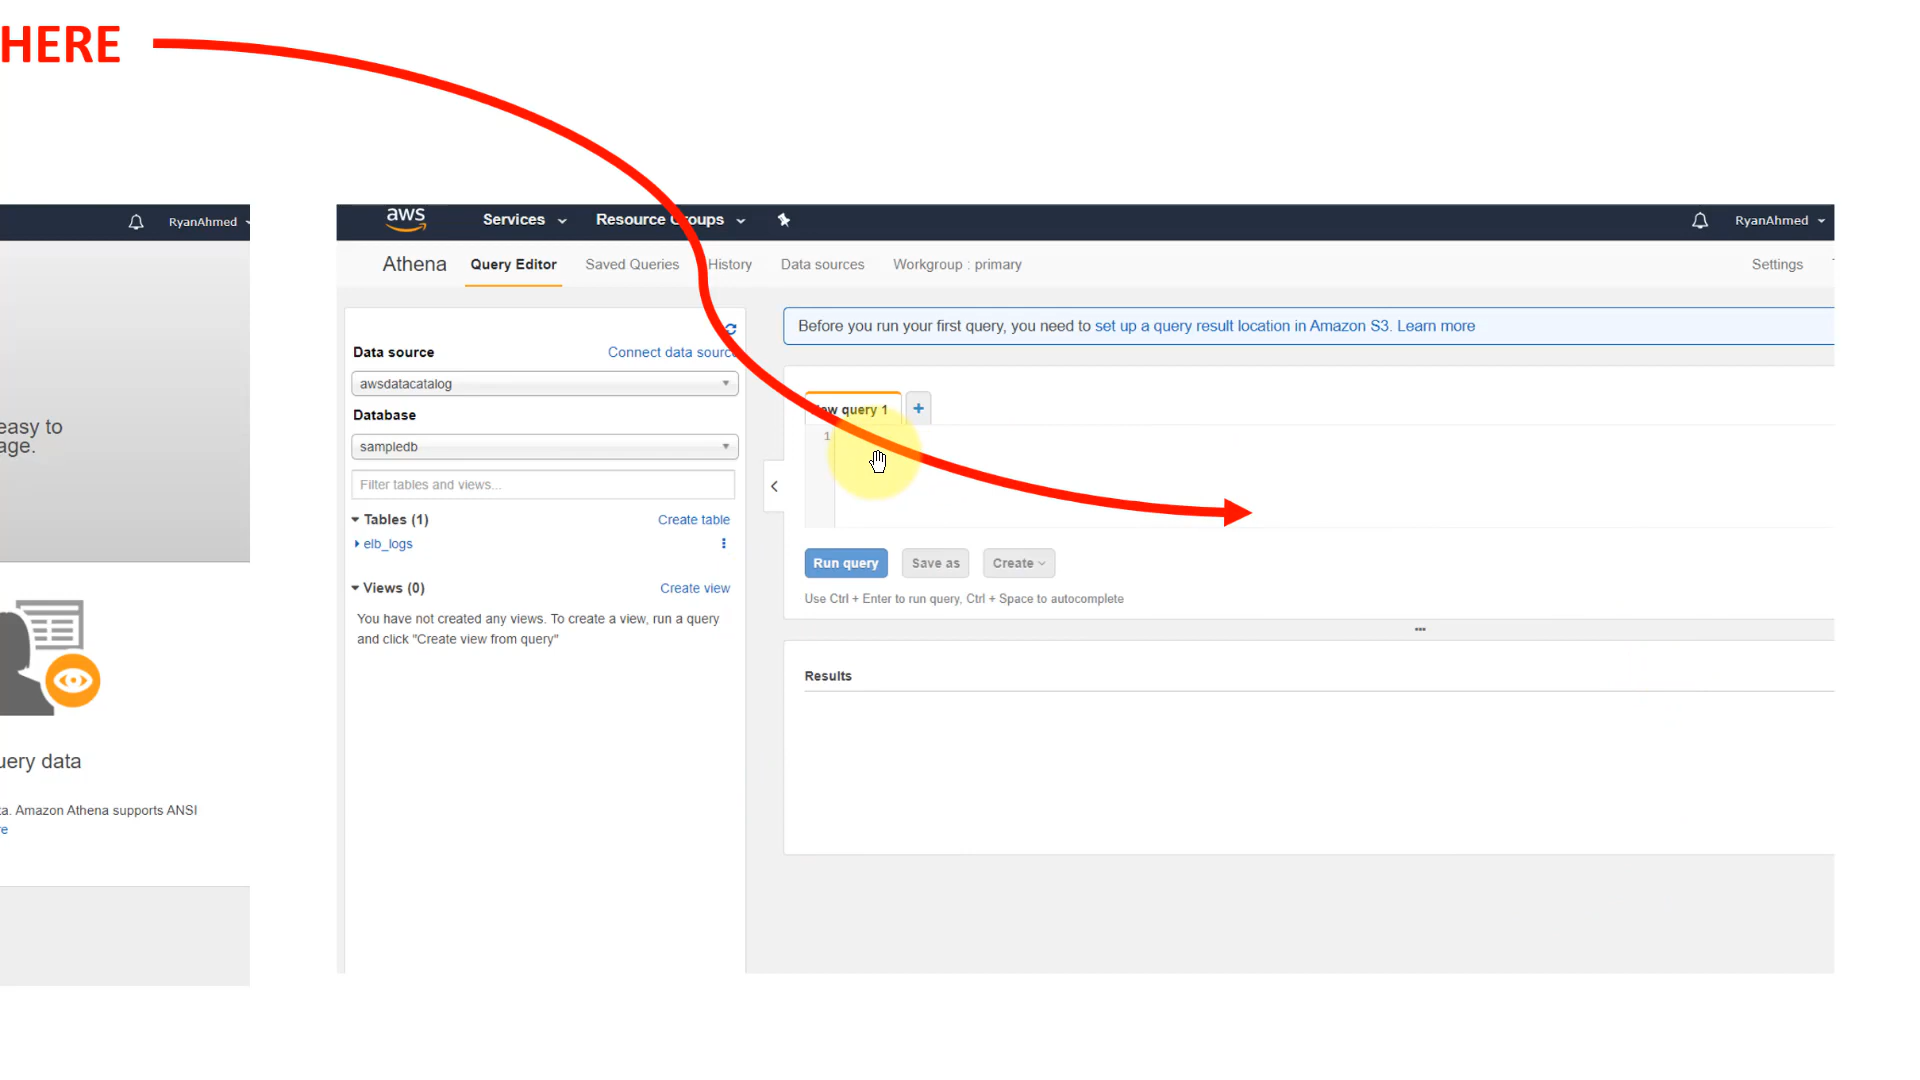 HERE
RyanAhmed
easy to
age.
uery data
ta. Amazon Athena supports ANSI
re
aws
Services
Resource Groups
RyanAhmed
Athena
Query Editor
Saved Queries
History
Data sources
Workgroup : primary
Settings
Data source
Connect data source
awsdatacatalog
Database
sampledb
Filter tables and views...
Tables (1)
Create table
elb_logs
Views (0)
Create view
You have not created any views. To create a view, run a query
and click "Create view from query"
Before you run your first query, you need to set up a query result location in Amazon S3. Learn more
New query 1
+
1
Run query
Save as
Create
Use Ctrl + Enter to run query, Ctrl + Space to autocomplete
Results